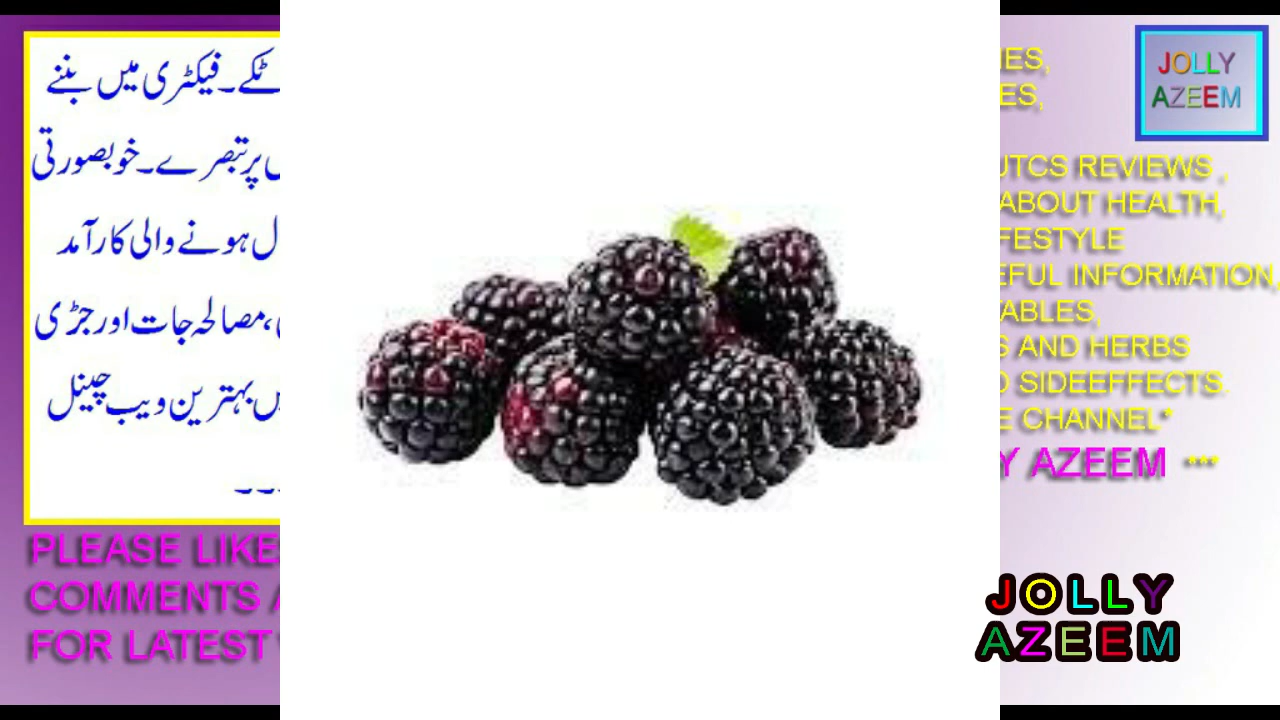 ٹکے۔ فیکٹری میں بننے
پر تبصرے۔ خوبصورتی
ہونے والی کارآمد
،مصالحہ جات اور جڑی
بہترین ویب چینل
۔۔۔
PLEASE LIKE
COMMENTS
FOR LATEST
JOLLY
AZEEM
IES,
ES,
UTCS REVIEWS ,
ABOUT HEALTH,
FESTYLE
EFUL INFORMATION,
ABLES,
S AND HERBS
D SIDEEFFECTS.
E CHANNEL*
Y AZEEM ***
JOLLY
AZEEM